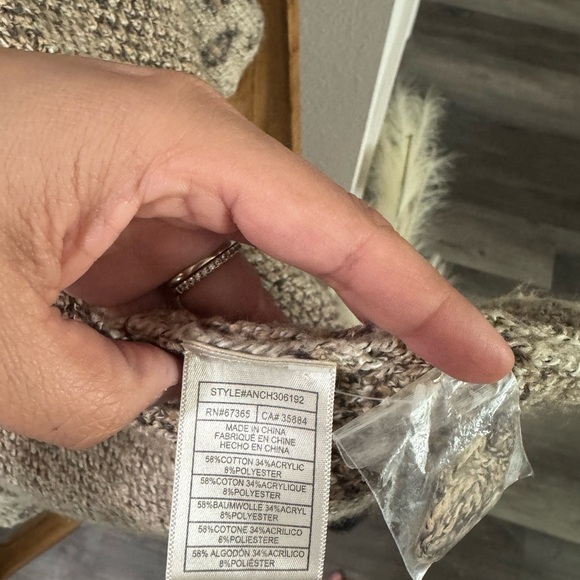 STYLE#ANCH306192
RN#67365 CA# 35884
MADE IN CHINA
FABRIQUÉ EN CHINE
HECHO EN CHINA
58%COTTON 34%ACRYLIC
8%POLYESTER
58%COTON 34%ACRYLIQUE
8%POLYESTER
58%BAUMWOLLE 34%ACRYL
8%POLYESTER
58%COTONE 34%ACRILICO
8%POLIESTERE
58% ALGODÓN 34%ACRILICO
8%POLIÉSTER